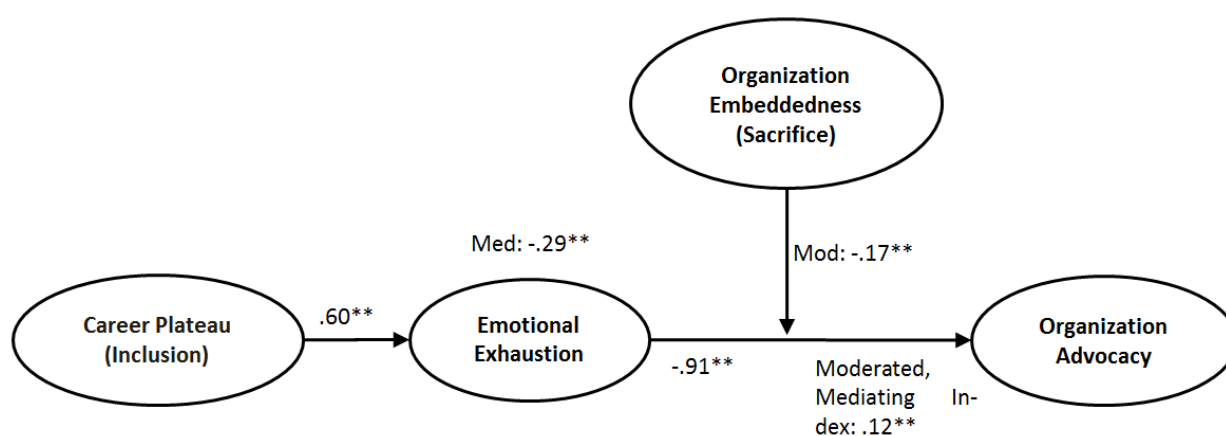 Organization
Embeddedness
(Sacrifice)
Med: -.29**
Mod: -.17**
Career Plateau
(Inclusion)
.60**
Emotional
Exhaustion
-.91**
Moderated,
Mediating In-
dex: .12**
Organization
Advocacy